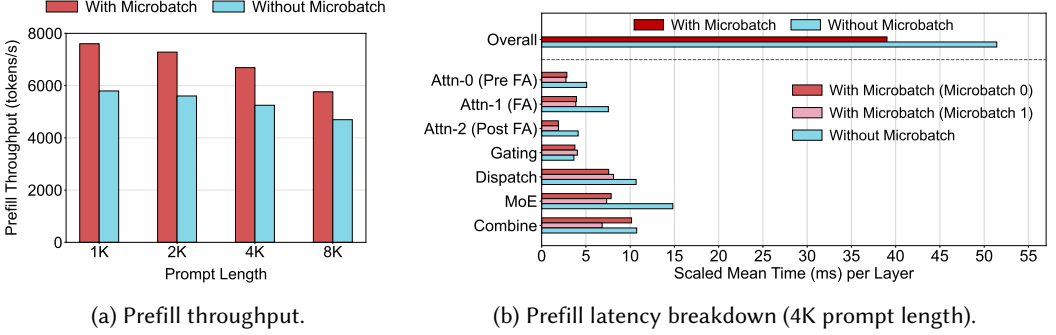 With Microbatch Without Microbatch
Prefill Throughput (tokens/s)
8000
6000
4000
2000
0
1K 2K 4K 8K
Prompt Length
(a) Prefill throughput.
With Microbatch Without Microbatch
Overall
Attn-0 (Pre FA)
Attn-1 (FA)
Attn-2 (Post FA)
Gating
Dispatch
MoE
Combine
With Microbatch (Microbatch 0)
With Microbatch (Microbatch 1)
Without Microbatch
0 5 10 15 20 25 30 35 40 45 50 55
Scaled Mean Time (ms) per Layer
(b) Prefill latency breakdown (4K prompt length).